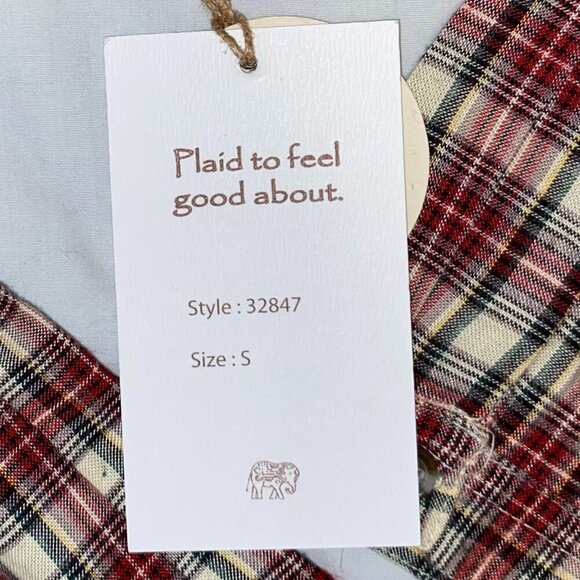 Plaid to feel
good about.
Style : 32847
Size : S